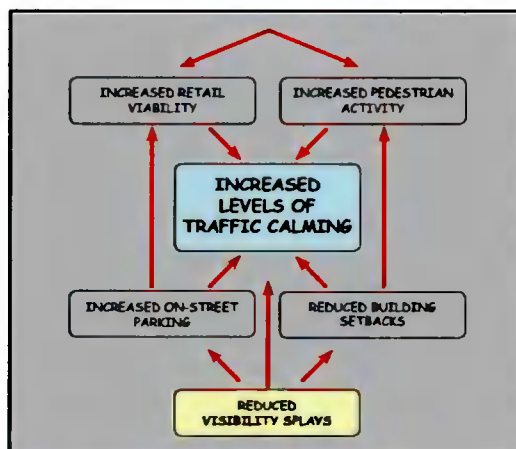 INCREASED RETAIL
VIABILITY
INCREASED PEDESTRIAN
ACTIVITY
INCREASED
LEVELS OF
TRAFFIC CALMING
INCREASED ON-STREET
PARKING
REDUCED BUILDING
SETBACKS
REDUCED
VISIBILITY SPLAYS